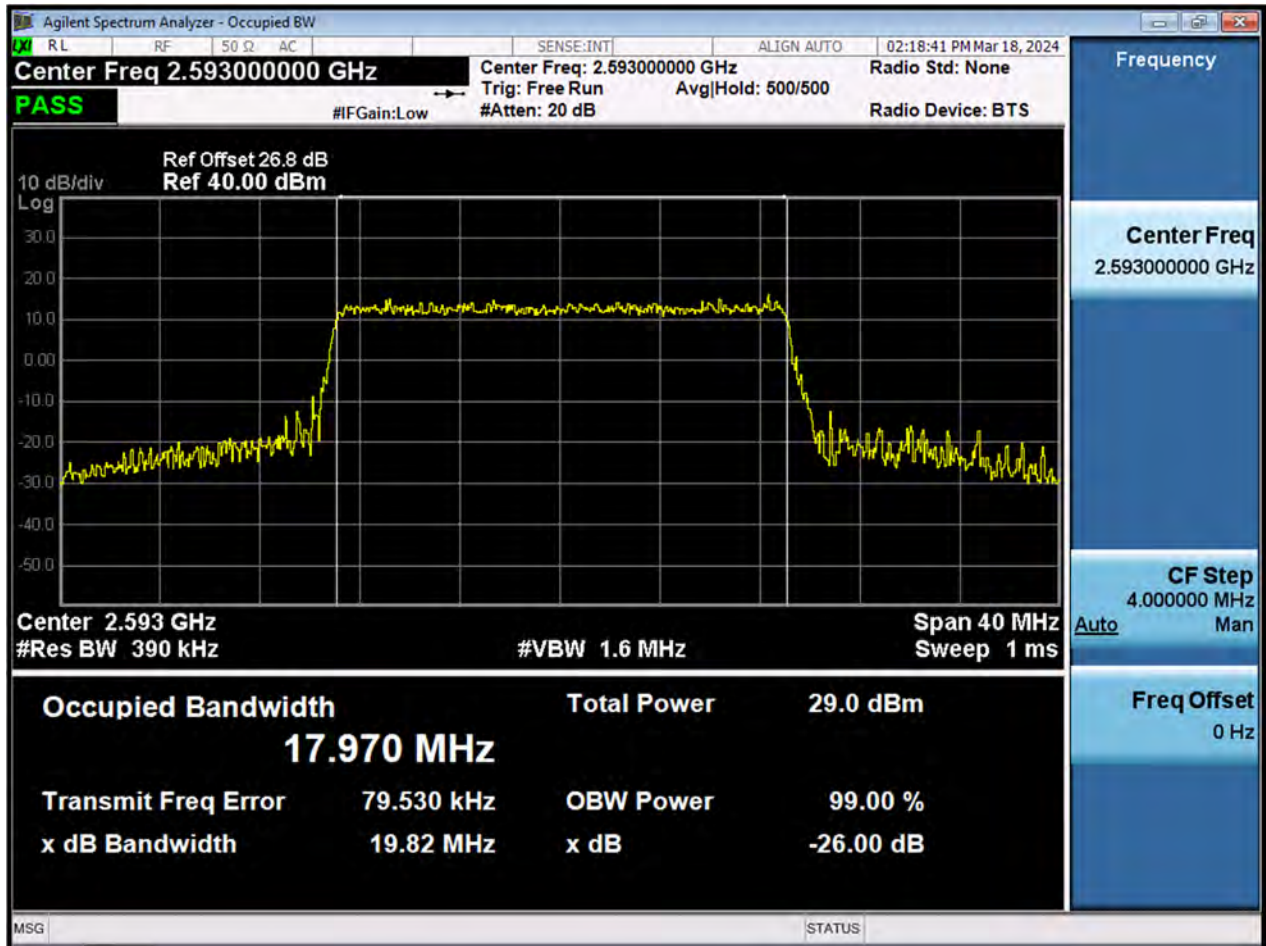 Agilent Spectrum Analyzer - Occupied BW
LXI RL RF 50 Ω AC SENSE:INT ALIGN AUTO 02:18:41 PM Mar 18, 2024
Center Freq 2.593000000 GHz
PASS
#IFGain:Low
Center Freq: 2.593000000 GHz
Trig: Free Run Avg|Hold: 500/500
#Atten: 20 dB
Radio Std: None
Radio Device: BTS
Ref Offset 26.8 dB
10 dB/div Ref 40.00 dBm
Log
30.0
20.0
10.0
0.00
-10.0
-20.0
-30.0
-40.0
-50.0
Center 2.593 GHz Span 40 MHz
#Res BW 390 kHz #VBW 1.6 MHz Sweep 1 ms
Occupied Bandwidth Total Power 29.0 dBm
17.970 MHz
Transmit Freq Error 79.530 kHz OBW Power 99.00 %
x dB Bandwidth 19.82 MHz x dB -26.00 dB
Frequency
Center Freq
2.593000000 GHz
CF Step
4.000000 MHz
Auto Man
Freq Offset
0 Hz
MSG STATUS